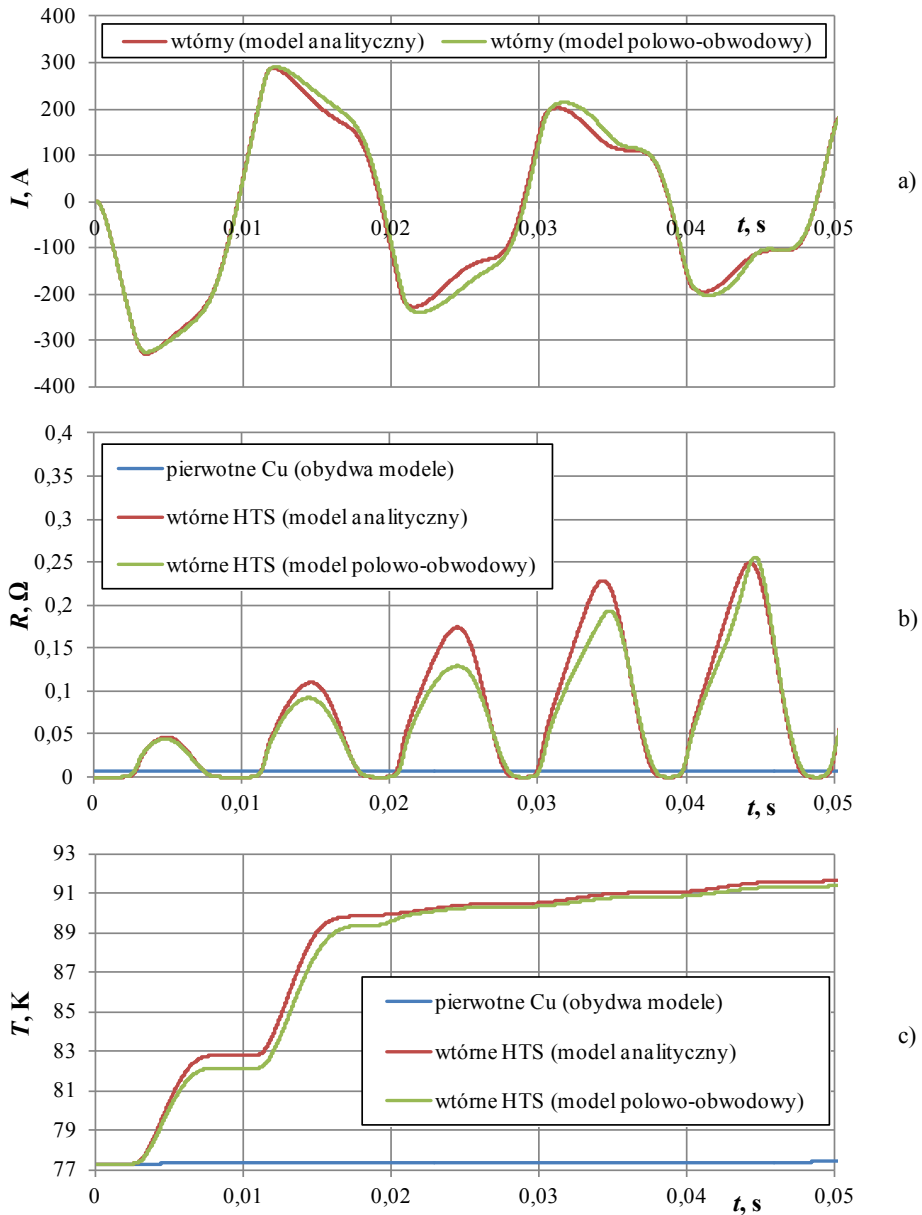 400
300
200
100
0
-100
-200
-300
-400
I, A
wtórny (model analityczny)
wtórny (model polowo-obwodowy)
0
0,01
0,02
0,03
0,04
0,05
t, s
a)
0,4
0,35
0,3
0,25
0,2
0,15
0,1
0,05
0
R, Ω
pierwotne Cu (obydwa modele)
wtórne HTS (model analityczny)
wtórne HTS (model polowo-obwodowy)
0
0,01
0,02
0,03
0,04
0,05
t, s
b)
93
91
89
87
85
83
81
79
77
T, K
pierwotne Cu (obydwa modele)
wtórne HTS (model analityczny)
wtórne HTS (model polowo-obwodowy)
0
0,01
0,02
0,03
0,04
0,05
t, s
c)